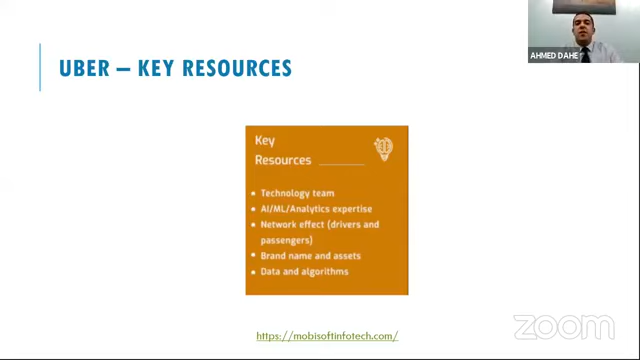 AHMED DAHE
UBER – KEY RESOURCES
Key
Resources
Technology team
AI/ML/Analytics expertise
Network effect (drivers and
passengers)
Brand name and assets
Data and algorithms
https://mobisoftinfotech.com/
zoom